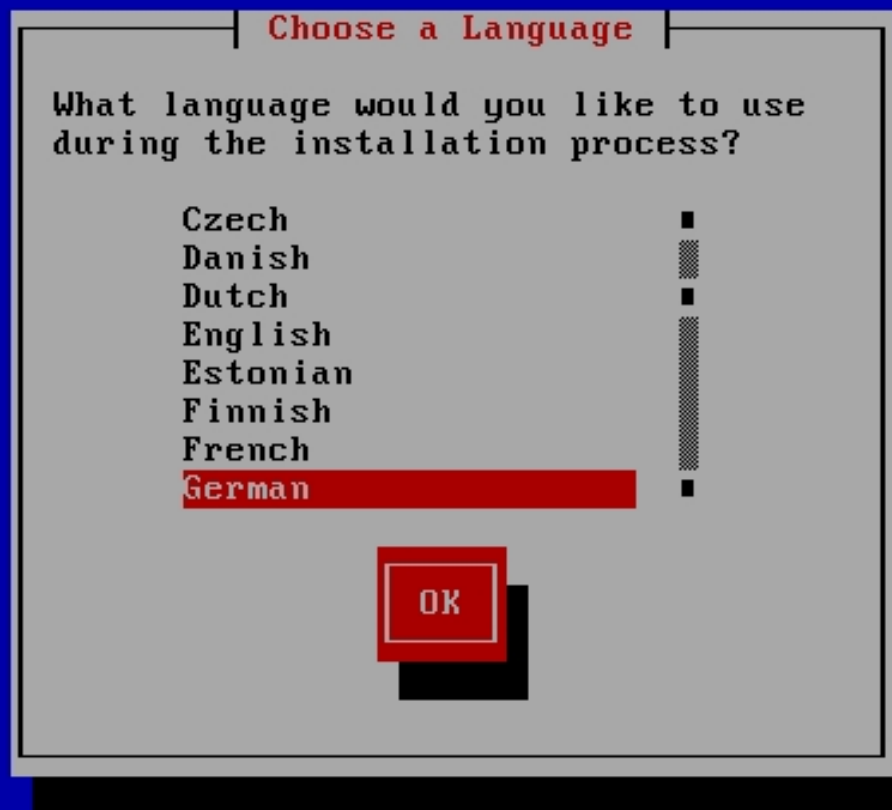 Choose a Language
What language would you like to use
during the installation process?
Czech
Danish
Dutch
English
Estonian
Finnish
French
German
OK